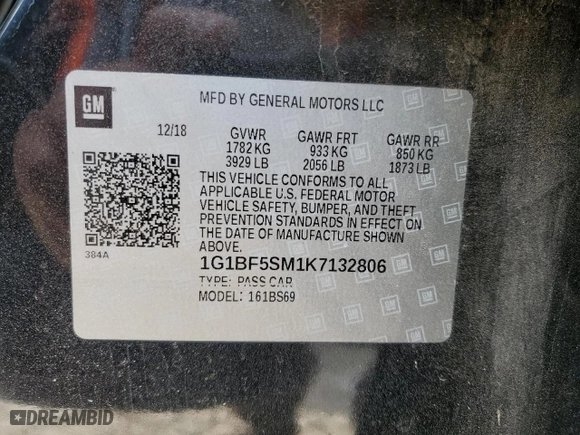 GM
MFD BY GENERAL MOTORS LLC
12/18 GVWR GAWR FRT GAWR RR
1782 KG 933 KG 850 KG
3929 LB 2056 LB 1873 LB
THIS VEHICLE CONFORMS TO ALL
APPLICABLE U.S. FEDERAL MOTOR
VEHICLE SAFETY, BUMPER, AND THEFT
PREVENTION STANDARDS IN EFFECT ON
THE DATE OF MANUFACTURE SHOWN
ABOVE.
384A
1G1BF5SM1K7132806
TYPE: PASS CAR
MODEL: 161BS69
DREAMBID